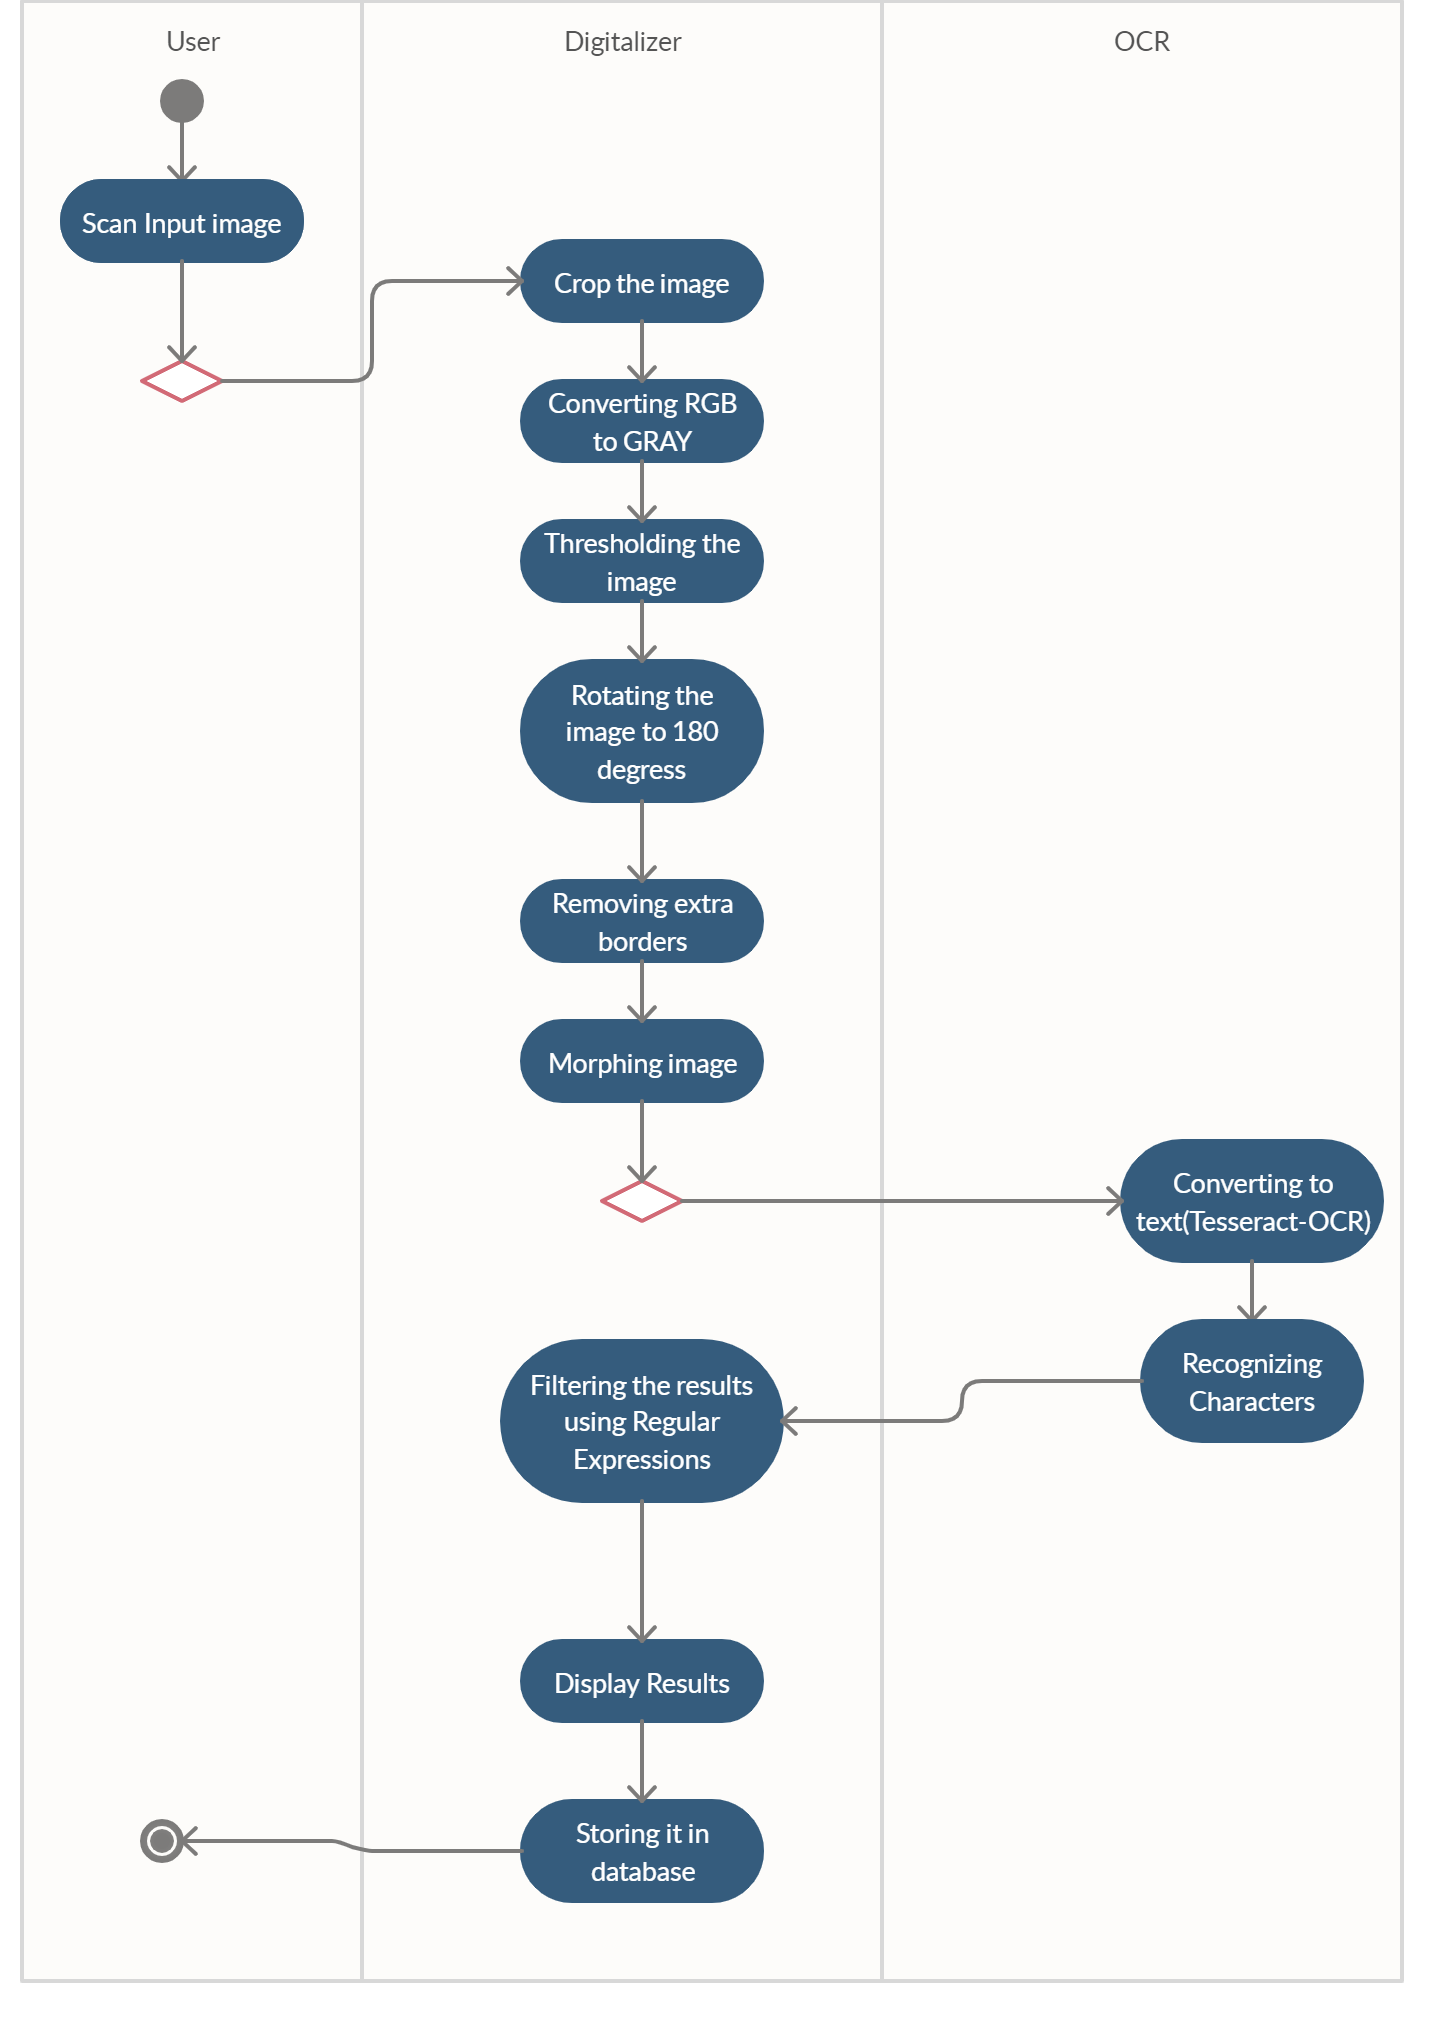 User
Digitalizer
OCR
Scan Input image
Crop the image
Converting RGB
to GRAY
Thresholding the
image
Rotating the
image to 180
degress
Removing extra
borders
Morphing image
Converting to
text(Tesseract-OCR)
Recognizing
Characters
Filtering the results
using Regular
Expressions
Display Results
Storing it in
database